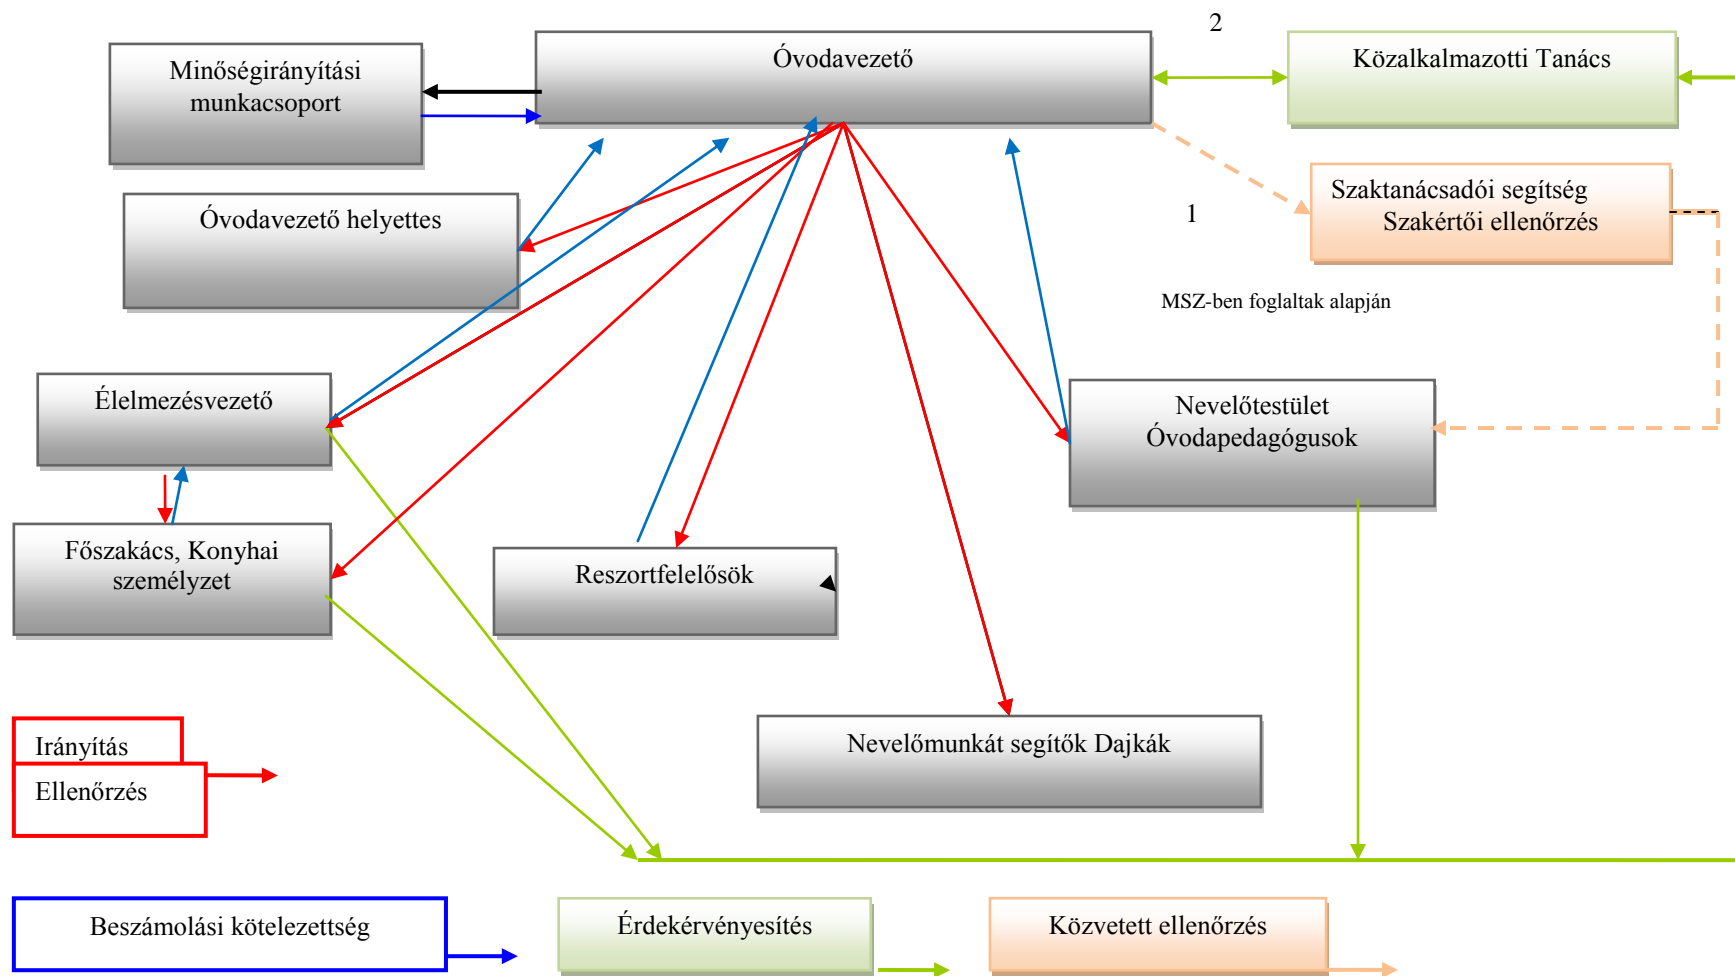 2
Minőségirányítási
munkacsoport
Óvodavezető
Közalkalmazotti Tanács
Óvodavezető helyettes
1
Szaktanácsadói segítség
Szakértői ellenőrzés
MSZ-ben foglaltak alapján
Élelmezésvezető
Nevelőtestület
Óvodapedagógusok
Főszakács, Konyhai
személyzet
Reszortfelelősök
Nevelőmunkát segítők Dajkák
Irányítás
Ellenőrzés
Beszámolási kötelezettség
Érdekérvényesítés
Közvetett ellenőrzés